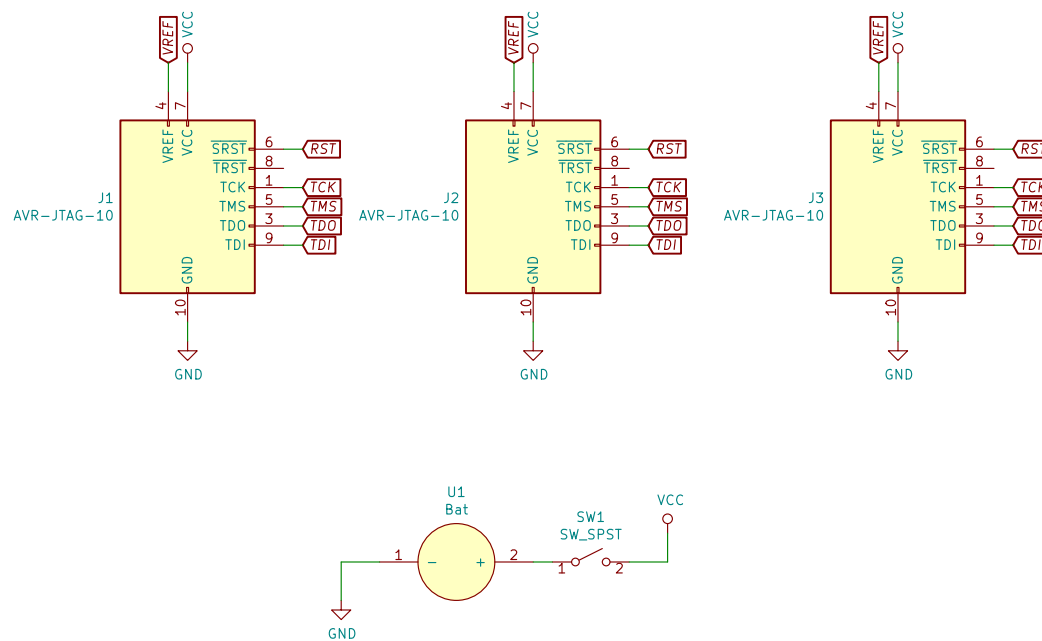 VREF
VCC
4
7
VREF
VCC
SRST 6 RST
TRST 8
TCK 1 TCK
TMS 5 TMS
TDO 3 TDO
TDI 9 TDI
J1
AVR-JTAG-10
GND
10
GND
VREF
VCC
4
7
VREF
VCC
SRST 6 RST
TRST 8
TCK 1 TCK
TMS 5 TMS
TDO 3 TDO
TDI 9 TDI
J2
AVR-JTAG-10
GND
10
GND
VREF
VCC
4
7
VREF
VCC
SRST 6 RST
TRST 8
TCK 1 TCK
TMS 5 TMS
TDO 3 TDO
TDI 9 TDI
J3
AVR-JTAG-10
GND
10
GND
U1
Bat
1 - + 2
SW1
SW_SPST
1 2
VCC
GND